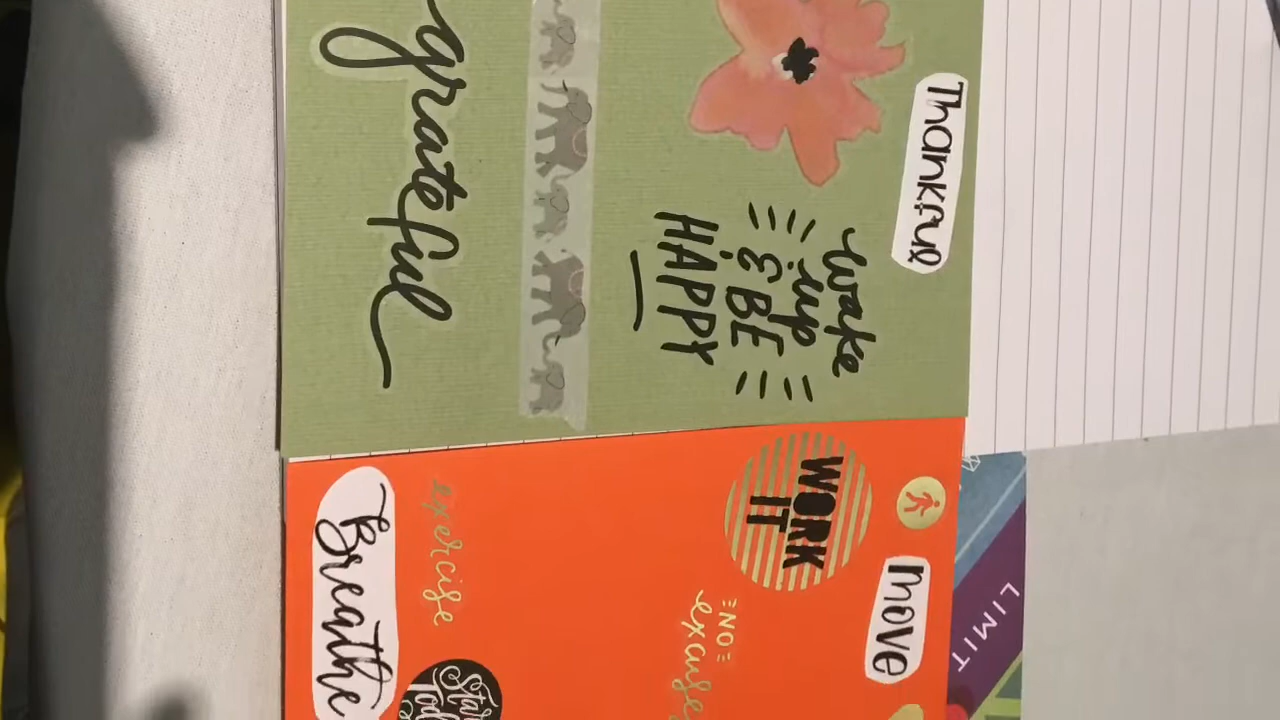 Thankful
wake
up
& BE
HAPPY
grateful
move
WORK
IT
NO
exercise
Breathe
LIMIT